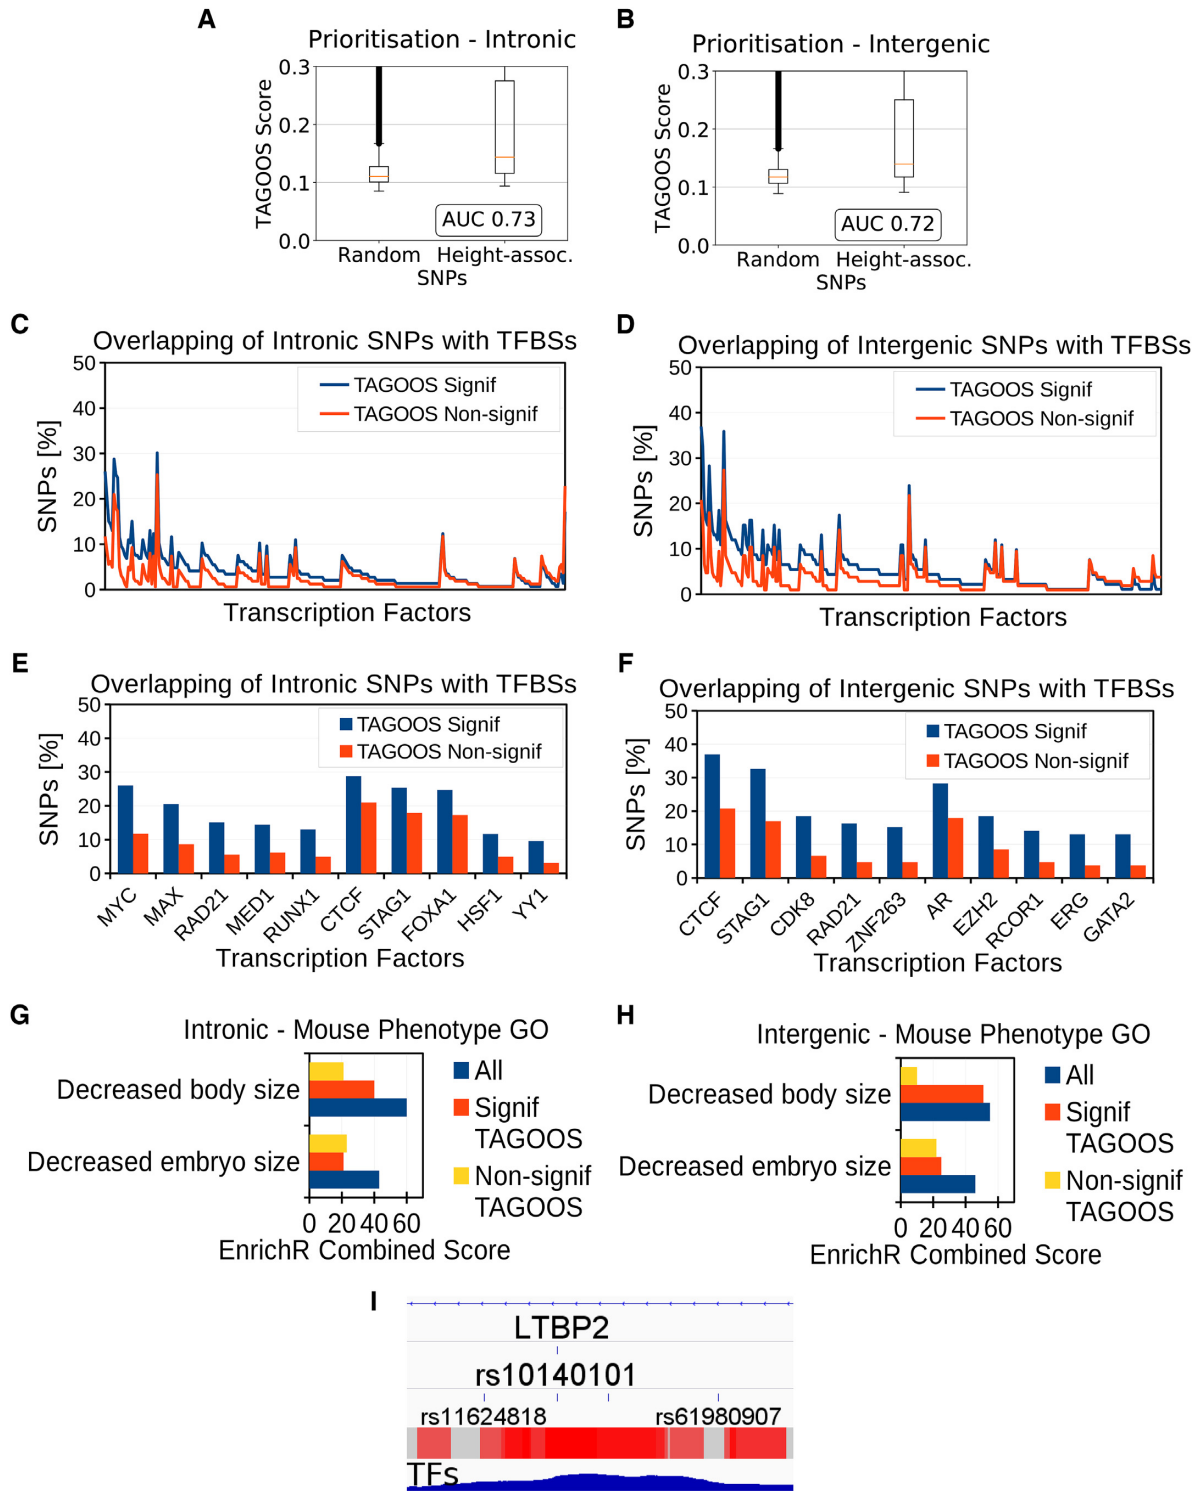 A
Prioritisation - Intronic
TAGOOS Score
0.3
0.2
0.1
0.0
AUC 0.73
Random
Height-assoc.
SNPs
B
Prioritisation - Intergenic
TAGOOS Score
0.3
0.2
0.1
0.0
AUC 0.72
Random
Height-assoc.
SNPs
C
Overlapping of Intronic SNPs with TFBSs
SNPs [%]
50
40
30
20
10
0
TAGOOS Signif
TAGOOS Non-signif
Transcription Factors
D
Overlapping of Intergenic SNPs with TFBSs
SNPs [%]
50
40
30
20
10
0
TAGOOS Signif
TAGOOS Non-signif
Transcription Factors
E
Overlapping of Intronic SNPs with TFBSs
SNPs [%]
50
40
30
20
10
0
TAGOOS Signif
TAGOOS Non-signif
MYC
MAX
RAD21
MED1
RUNX1
CTCF
STAG1
FOXA1
HSF1
YY1
Transcription Factors
F
Overlapping of Intergenic SNPs with TFBSs
SNPs [%]
50
40
30
20
10
0
TAGOOS Signif
TAGOOS Non-signif
CTCF
STAG1
CDK8
RAD21
ZNF263
AR
EZH2
RCOR1
ERG
GATA2
Transcription Factors
G
Intronic - Mouse Phenotype GO
Decreased body size
Decreased embryo size
0 20 40 60
EnrichR Combined Score
All
Signif
TAGOOS
Non-signif
TAGOOS
H
Intergenic - Mouse Phenotype GO
Decreased body size
Decreased embryo size
0 20 40 60
EnrichR Combined Score
All
Signif
TAGOOS
Non-signif
TAGOOS
I
LTBP2
rs10140101
rs11624818
rs61980907
TFs